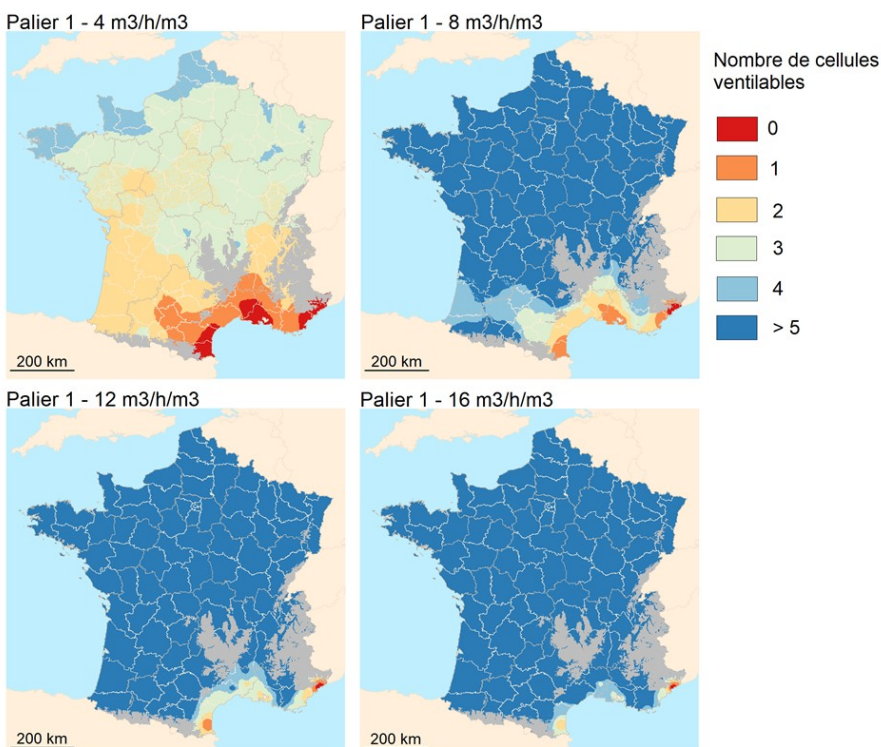 Palier 1 - 4 m3/h/m3
Palier 1 - 8 m3/h/m3
Nombre de cellules
ventilables
0
1
2
3
4
> 5
200 km
200 km
Palier 1 - 12 m3/h/m3
Palier 1 - 16 m3/h/m3
200 km
200 km